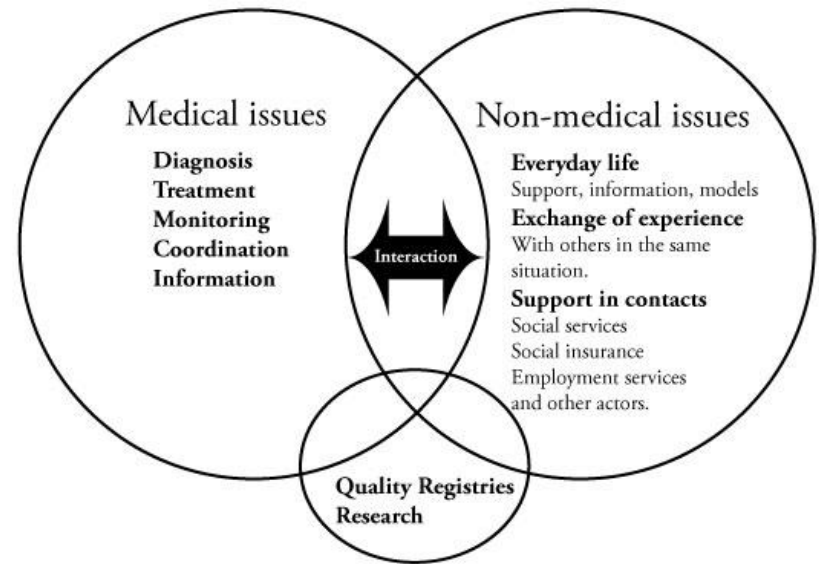 Medical issues
Diagnosis
Treatment
Monitoring
Coordination
Information
Interaction
Non-medical issues
Everyday life
Support, information, models
Exchange of experience
With others in the same
situation.
Support in contacts
Social services
Social insurance
Employment services
and other actors.
Quality Registries
Research